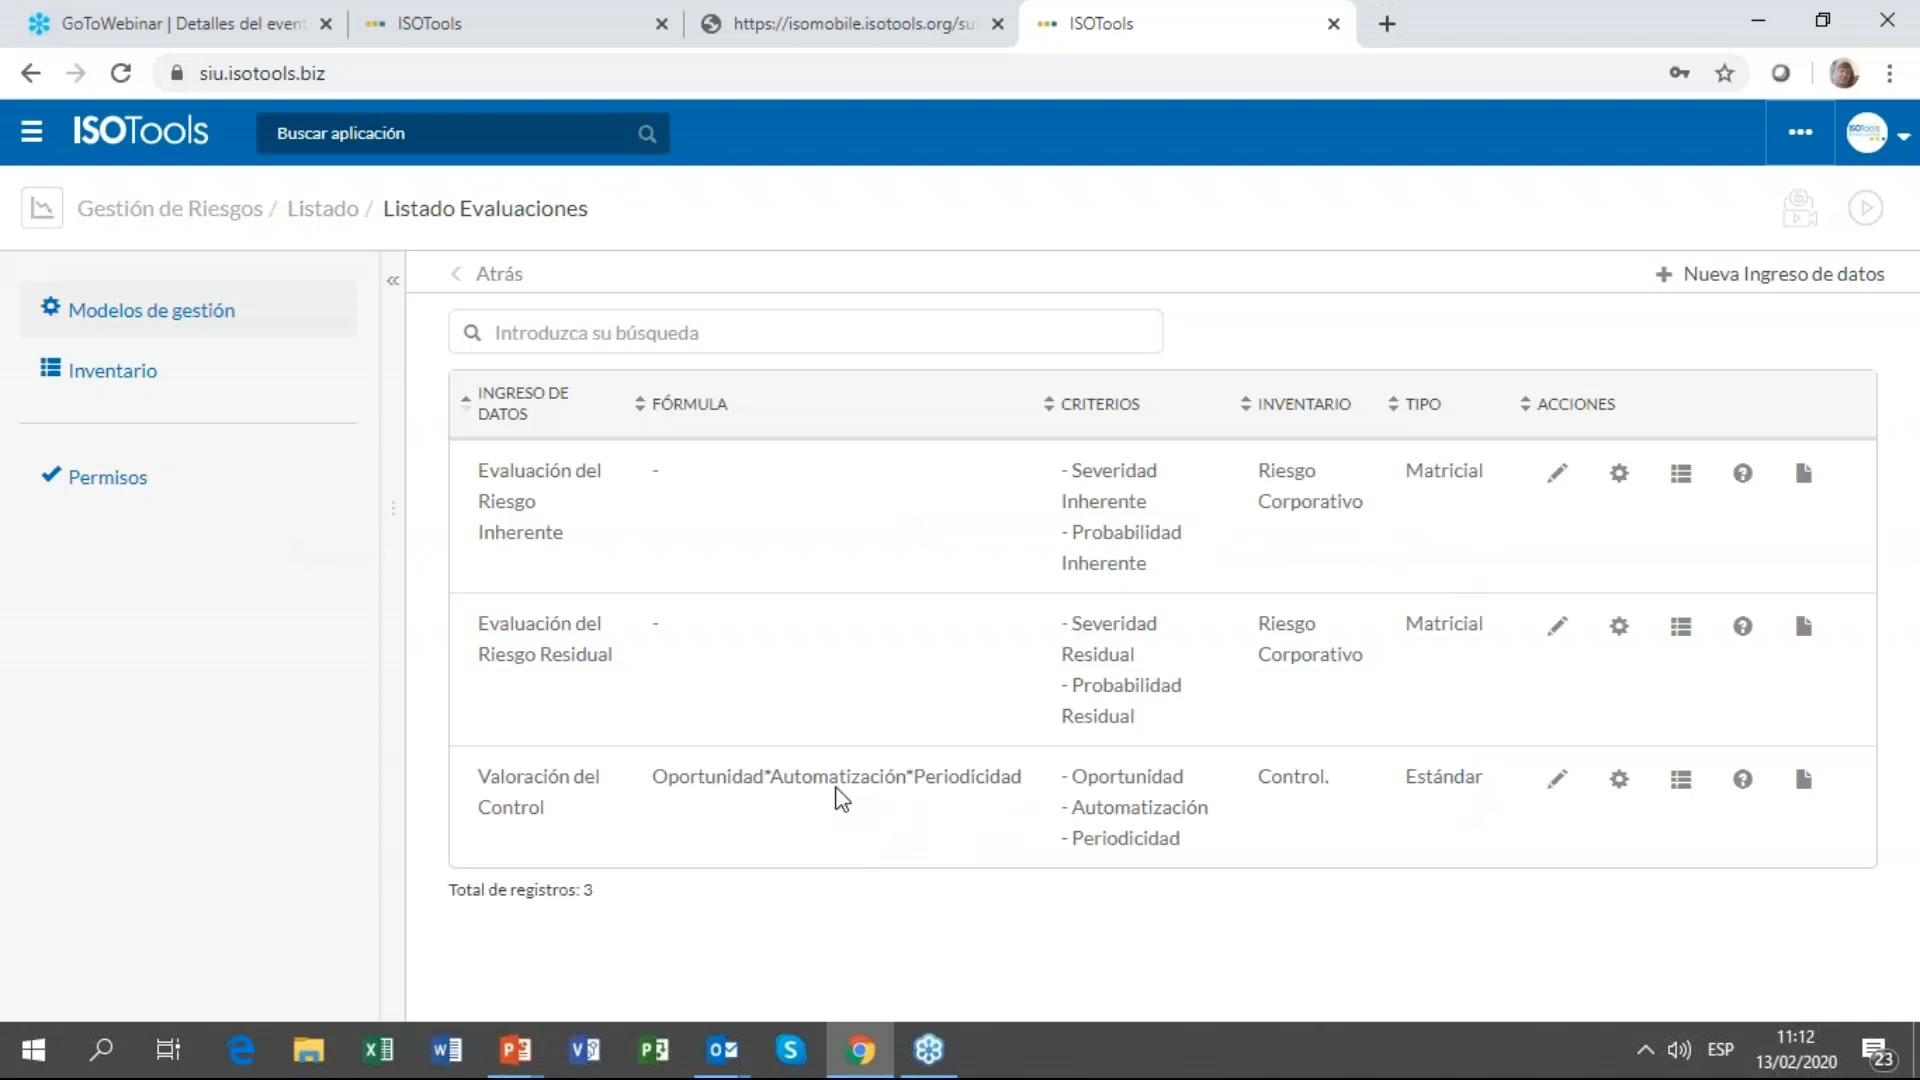 GoToWebinar | Detalles del event
ISOTools
https://isomobile.isotools.org/sui
ISOTools
siu.isotools.biz
ISOTools
Buscar aplicación
Gestión de Riesgos / Listado / Listado Evaluaciones
Modelos de gestión
Inventario
Permisos
Atrás
+ Nueva Ingreso de datos
Introduzca su búsqueda
INGRESO DE
DATOS
FÓRMULA
CRITERIOS
INVENTARIO
TIPO
ACCIONES
Evaluación del
Riesgo
Inherente
-
- Severidad
Inherente
- Probabilidad
Inherente
Riesgo
Corporativo
Matricial
Evaluación del
Riesgo Residual
-
- Severidad
Residual
- Probabilidad
Residual
Riesgo
Corporativo
Matricial
Valoración del
Control
Oportunidad*Automatización*Periodicidad
- Oportunidad
- Automatización
- Periodicidad
Control.
Estándar
Total de registros: 3
ESP
11:12
13/02/2020
23